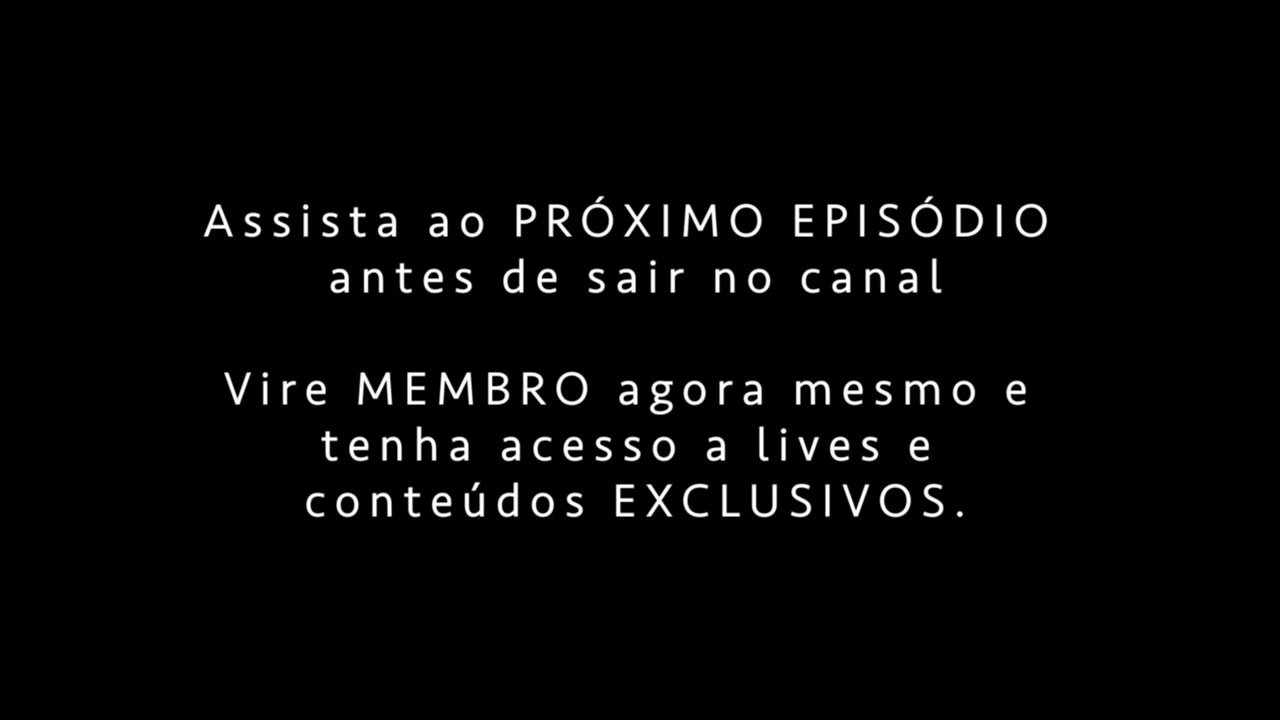 Assista ao PRÓXIMO EPISÓDIO
antes de sair no canal
Vire MEMBRO agora mesmo e
tenha acesso a lives e
conteúdos EXCLUSIVOS.